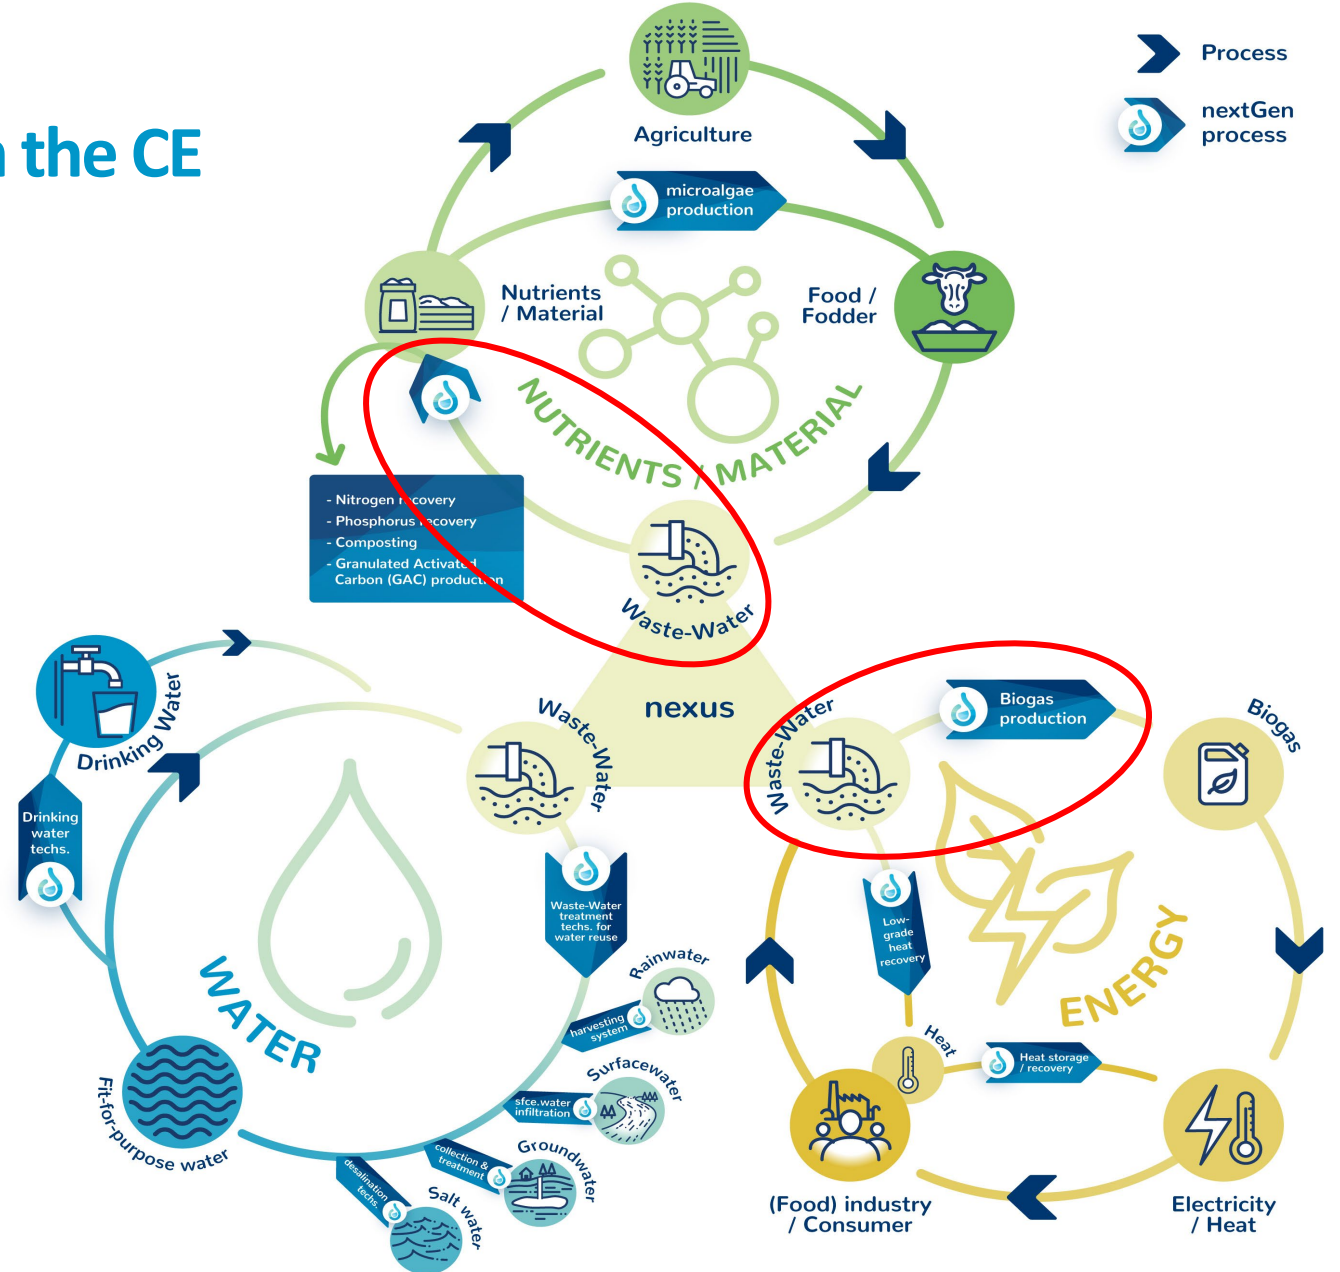 Process
nextGen
process
the CE
Agriculture
microalgae
production
Nutrients
/ Material
Food /
Fodder
NUTRIENTS / MATERIAL
- Nitrogen recovery
- Phosphorus recovery
- Composting
- Granulated Activated
Carbon (GAC) production
Waste-Water
nexus
Drinking Water
Waste-Water
Waste-Water
Biogas
production
Biogas
Drinking
water
techs.
Waste-Water
treatment
techs. for
water reuse
Low-
grade
heat
recovery
WATER
ENERGY
Rainwater
harvesting
system
Heat
Heat storage
/ recovery
Surfacewater
sfce.water
infiltration
Fit-for-purpose water
Groundwater
collection &
treatment
Salt water
desalination
techs.
(Food) industry
/ Consumer
Electricity
/ Heat